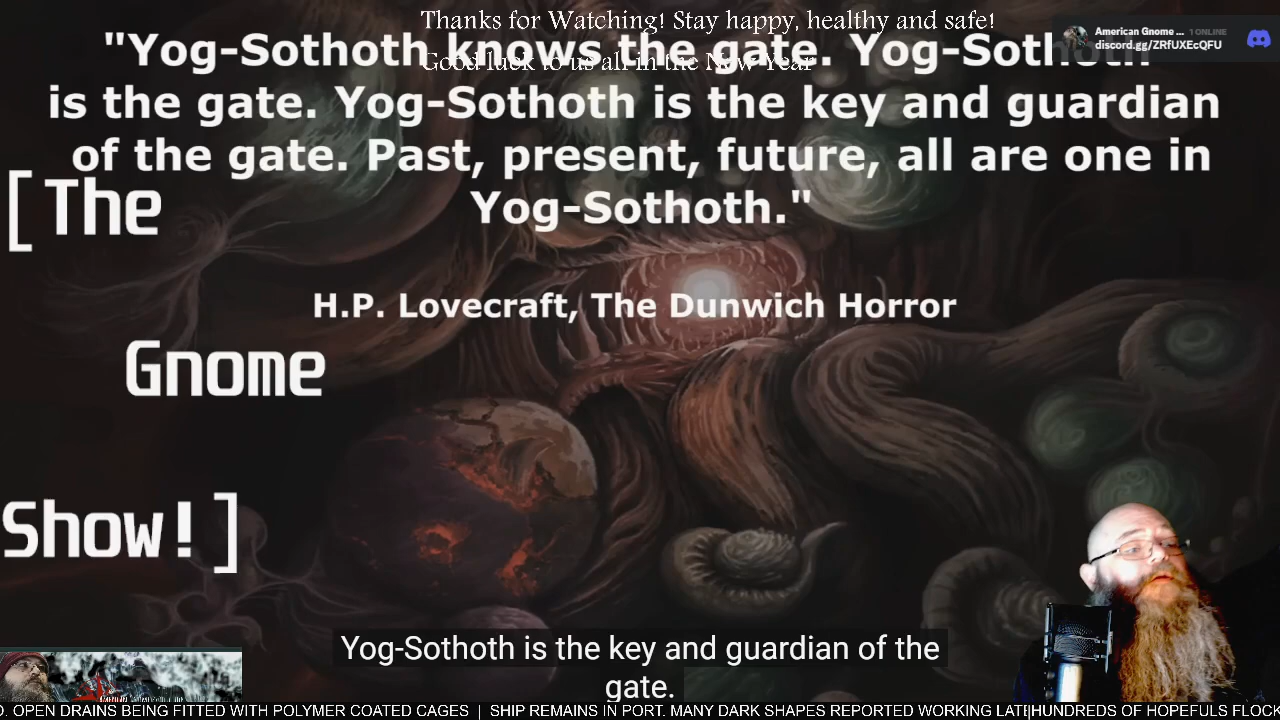 Thanks for Watching! Stay happy, healthy and safe!
Good luck to us all in the New Year
American Gnome ... 1 ONLINE
discord.gg/ZRfUXEcQFU
"Yog-Sothoth knows the gate. Yog-Sothoth
is the gate. Yog-Sothoth is the key and guardian
of the gate. Past, present, future, all are one in
Yog-Sothoth."
H.P. Lovecraft, The Dunwich Horror
[The
Gnome
Show!]
Yog-Sothoth is the key and guardian of the
gate.
O. OPEN DRAINS BEING FITTED WITH POLYMER COATED CAGES | SHIP REMAINS IN PORT. MANY DARK SHAPES REPORTED WORKING LATE|HUNDREDS OF HOPEFULS FLOCK